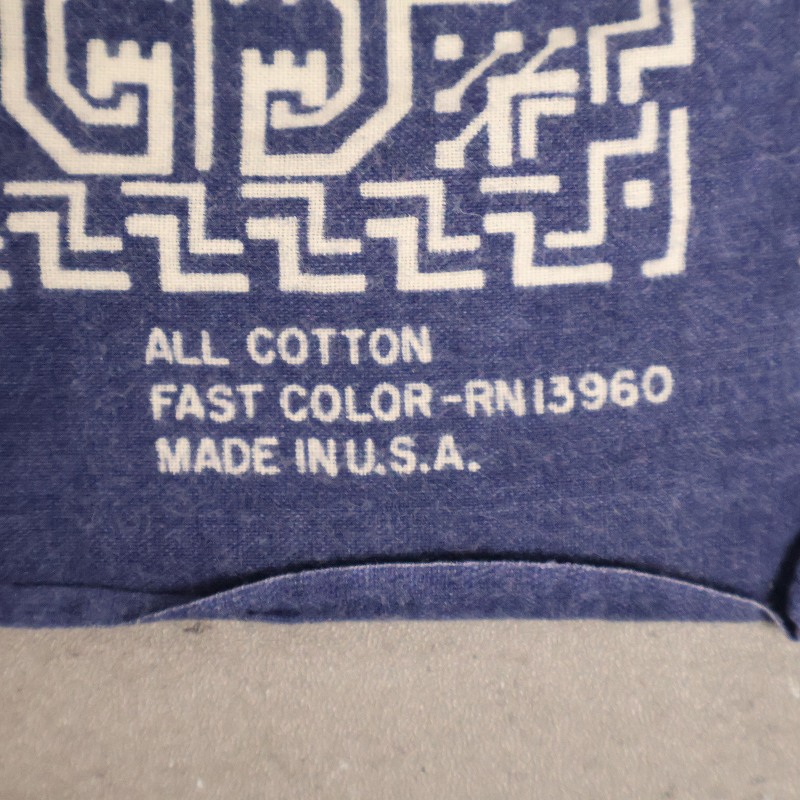 ALL COTTON
FAST COLOR-RN13960
MADE IN U.S.A.